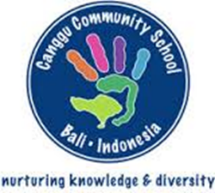 Canggu Community School
Bali • Indonesia
nurturing knowledge & diversity